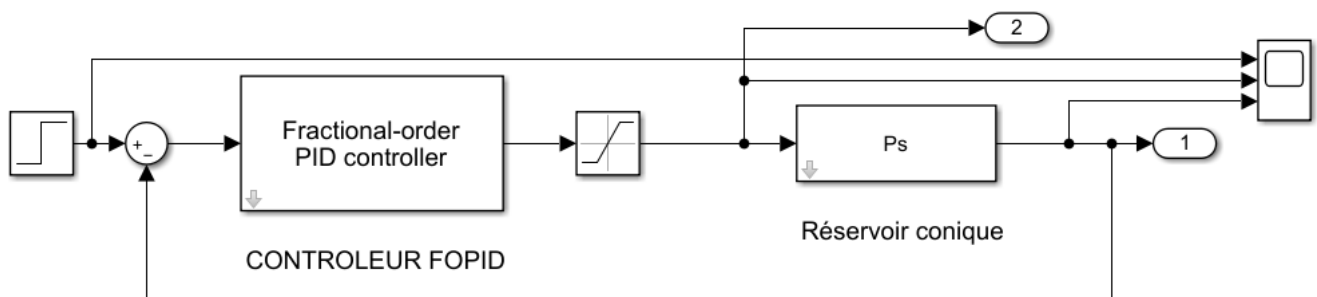 2
Fractional-order
PID controller
+
−
Ps
1
Réservoir conique
CONTROLEUR FOPID